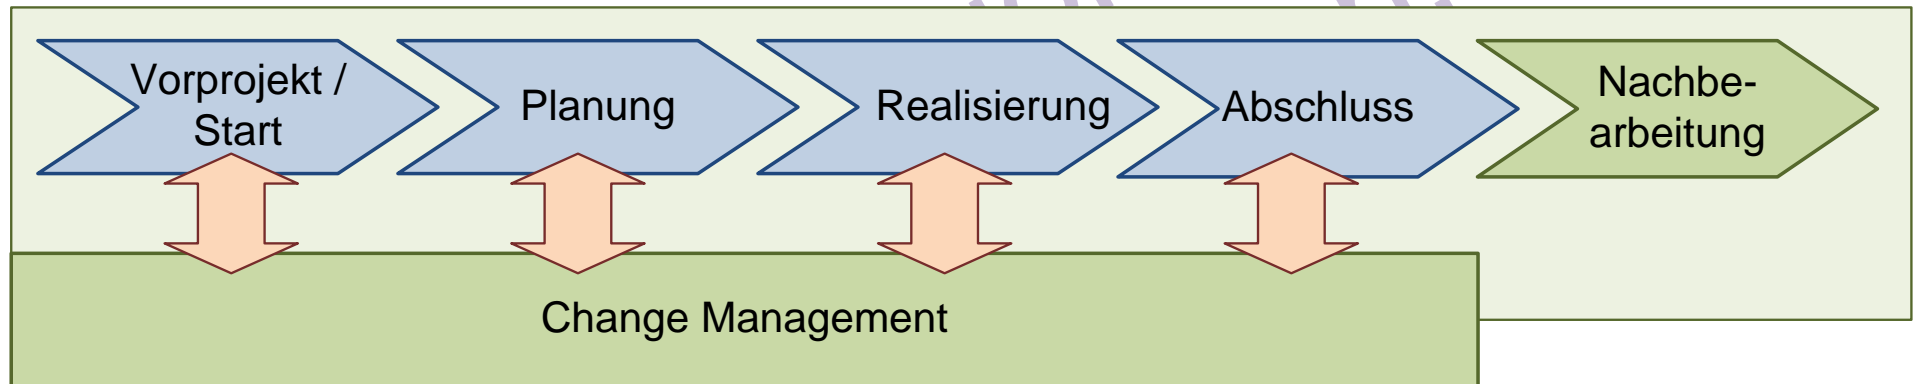 Vorprojekt /
Start
Planung
Realisierung
Abschluss
Nachbe-
arbeitung
Change Management